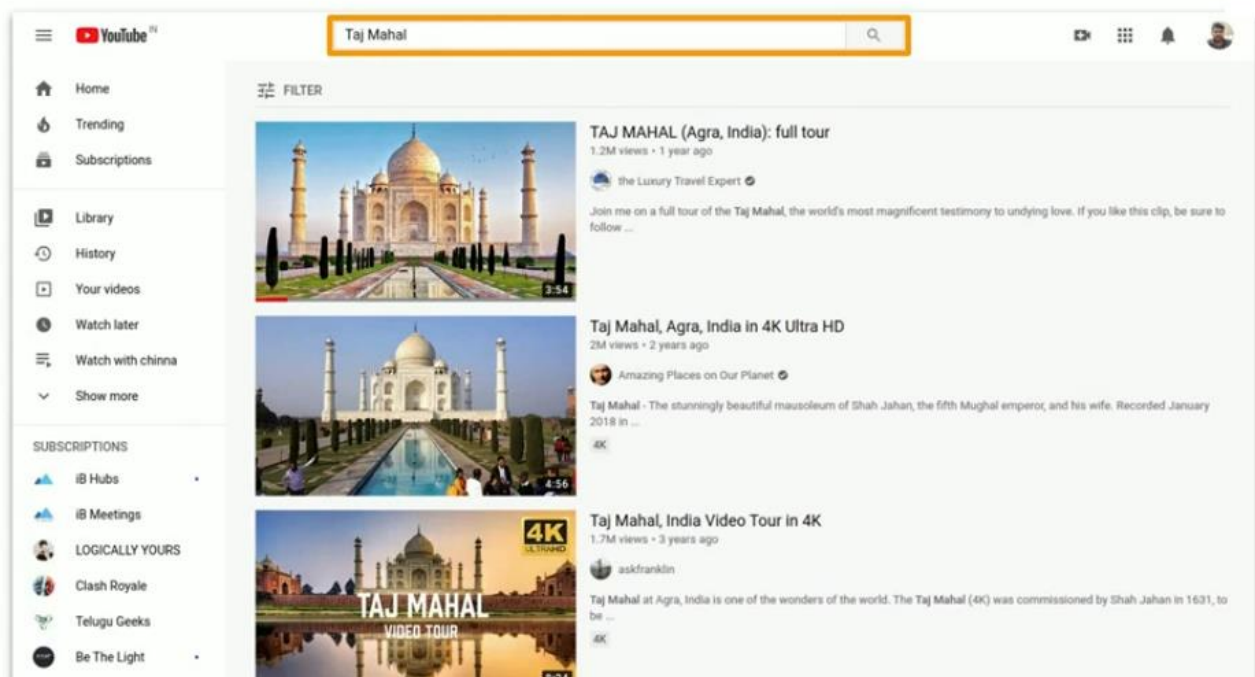 YouTube IN
Taj Mahal
Home
Trending
Subscriptions
Library
History
Your videos
Watch later
Watch with chinna
Show more
SUBSCRIPTIONS
iB Hubs
iB Meetings
LOGICALLY YOURS
Clash Royale
Telugu Geeks
Be The Light
FILTER
3:54
TAJ MAHAL (Agra, India): full tour
1.2M views • 1 year ago
the Luxury Travel Expert
Join me on a full tour of the Taj Mahal, the world's most magnificent testimony to undying love. If you like this clip, be sure to
follow ...
4:56
Taj Mahal, Agra, India in 4K Ultra HD
2M views • 2 years ago
Amazing Places on Our Planet
Taj Mahal - The stunningly beautiful mausoleum of Shah Jahan, the fifth Mughal emperor, and his wife. Recorded January
2018 in ...
4K
4K
ULTRAHD
TAJ MAHAL
VIDEO TOUR
Taj Mahal, India Video Tour in 4K
1.7M views • 3 years ago
askfranklin
Taj Mahal at Agra, India is one of the wonders of the world. The Taj Mahal (4K) was commissioned by Shah Jahan in 1631, to
be ...
4K